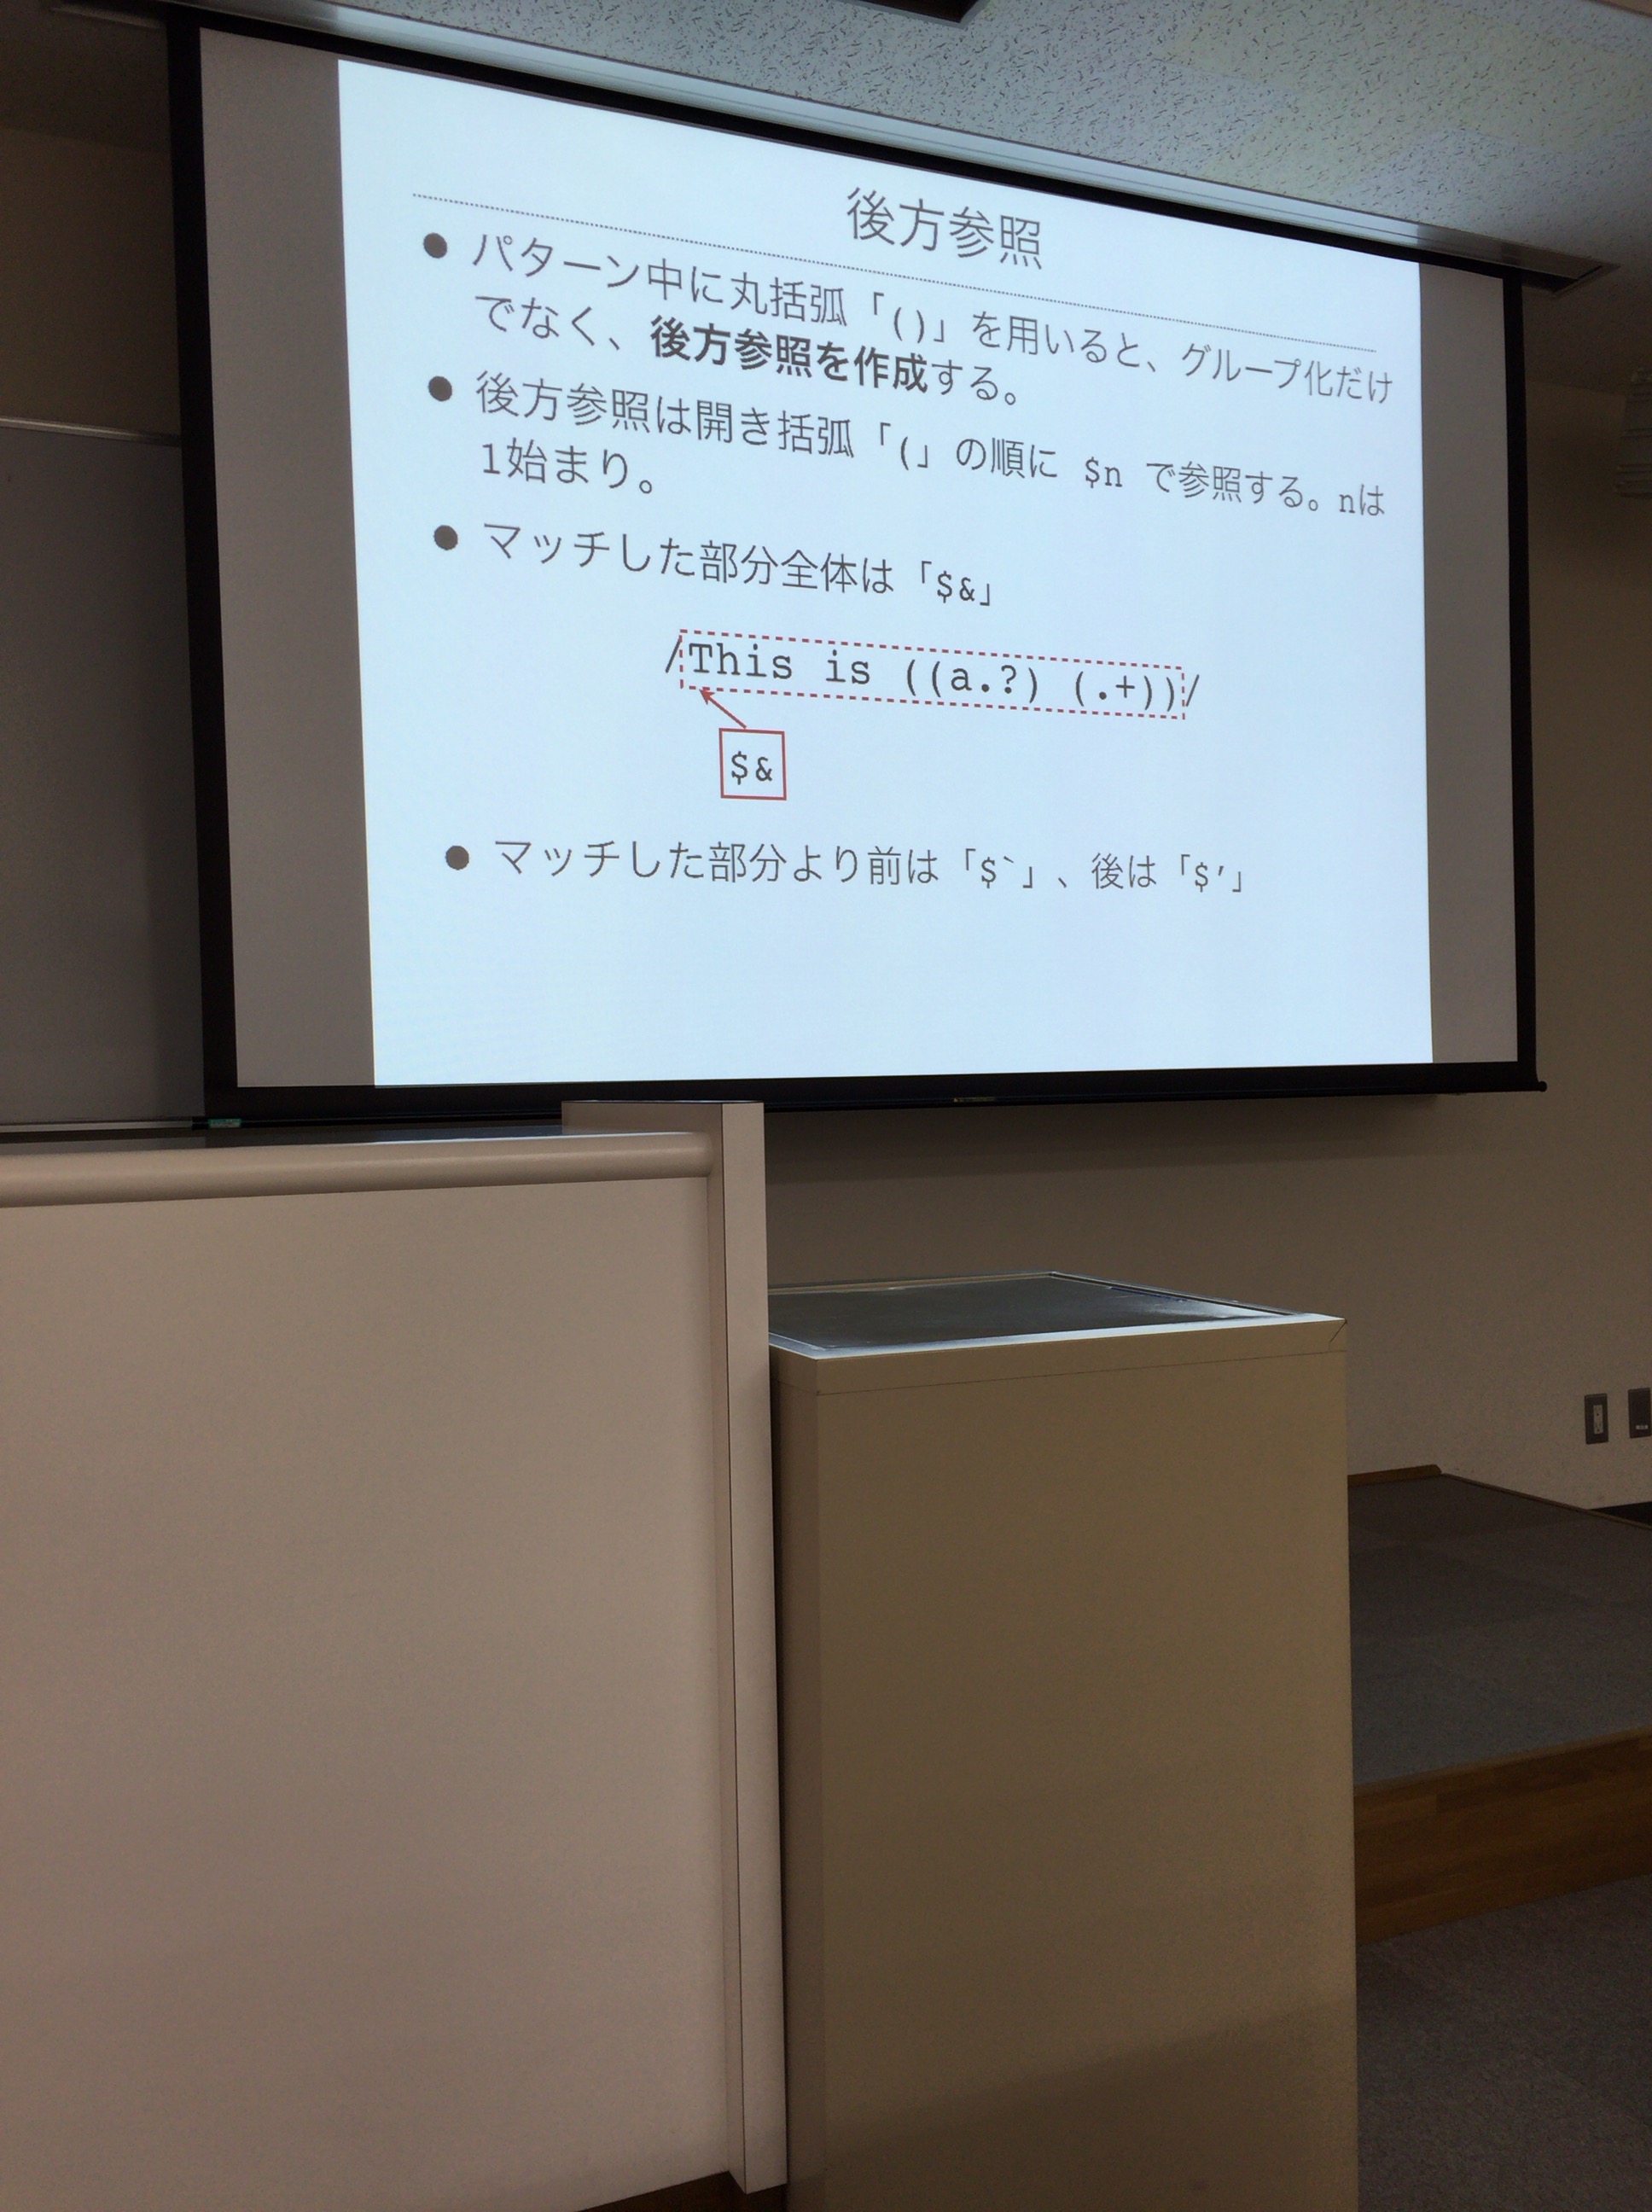 後方参照
● パターン中に丸括弧「()」を用いると、グループ化だけ
でなく、後方参照を作成する。
● 後方参照は開き括弧「(」の順に $n で参照する。nは
1始まり。
● マッチした部分全体は「$&」
/This is ((a.?) (.+))/
$&
● マッチした部分より前は「$`」、後は「$'」